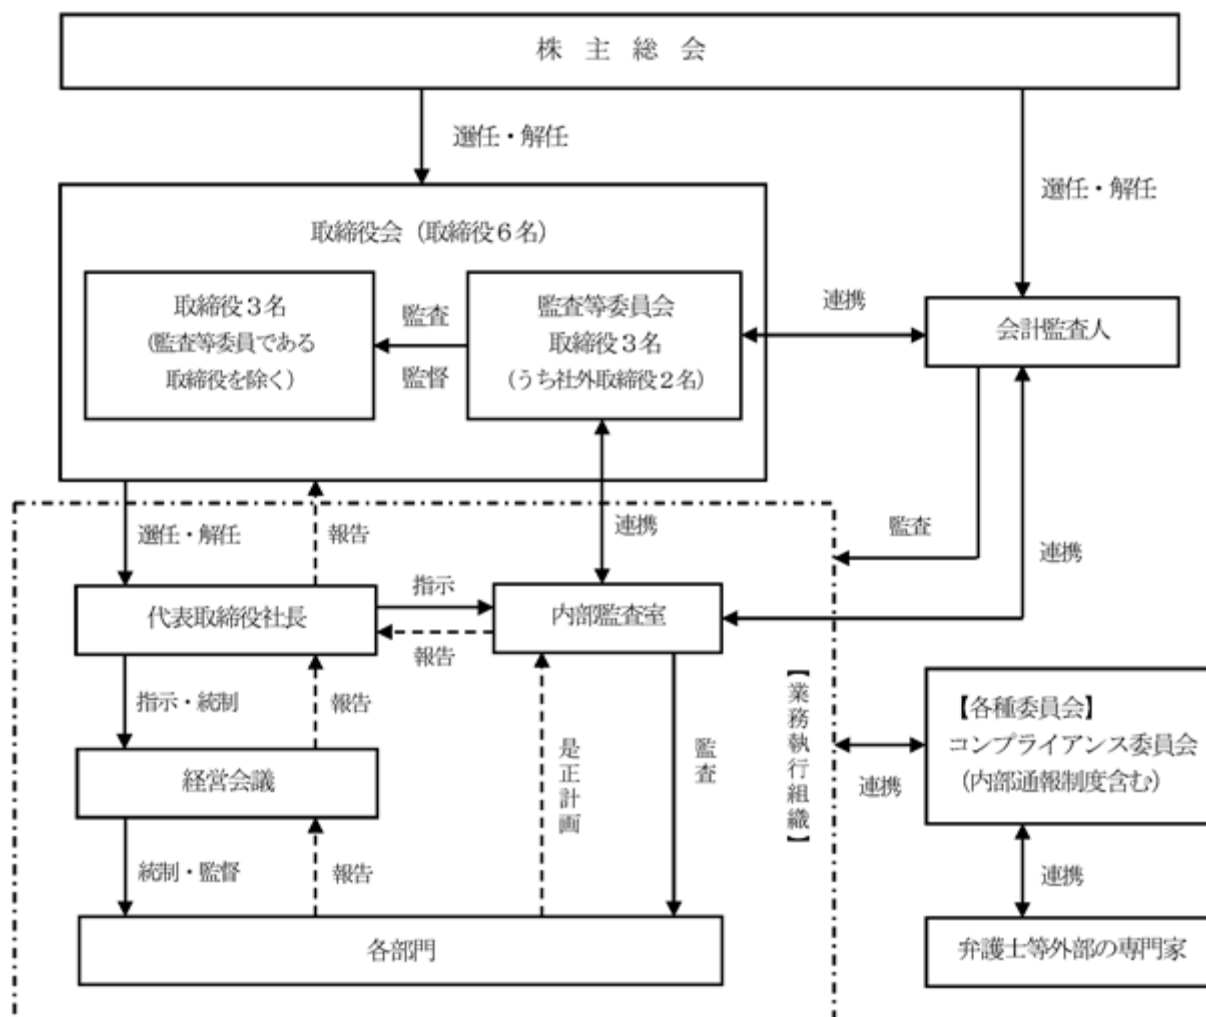 株主総会
選任・解任
選任・解任
取締役会（取締役６名）
取締役３名
（監査等委員である
取締役を除く）
監査
監督
監査等委員会
取締役３名
（うち社外取締役２名）
連携
会計監査人
選任・解任
報告
連携
監査
連携
代表取締役社長
指示
報告
内部監査室
指示・統制
報告
経営会議
是正計画
監査
【業務執行組織】
連携
【各種委員会】
コンプライアンス委員会
（内部通報制度含む）
統制・監督
報告
連携
各部門
弁護士等外部の専門家